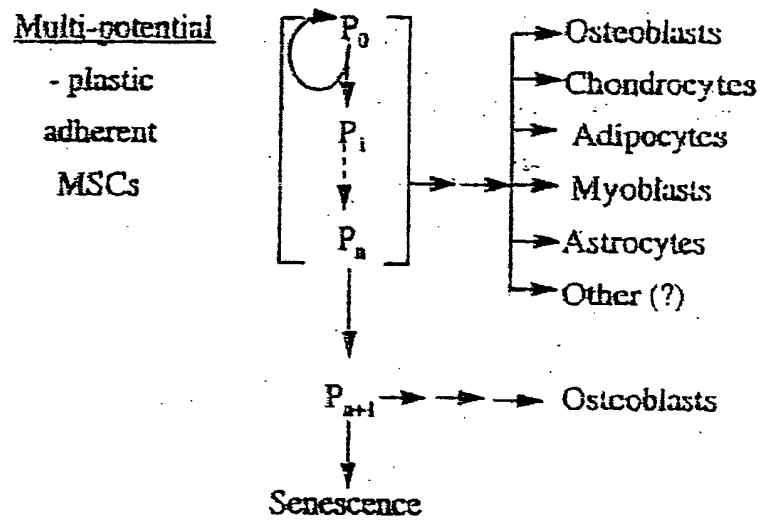 Multi-potential
- plastic
adherent
MSCs
P0
Pi
Pn
Osteoblasts
Chondrocytes
Adipocytes
Myoblasts
Astrocytes
Other (?)
Pn+1
Osteoblasts
Senescence